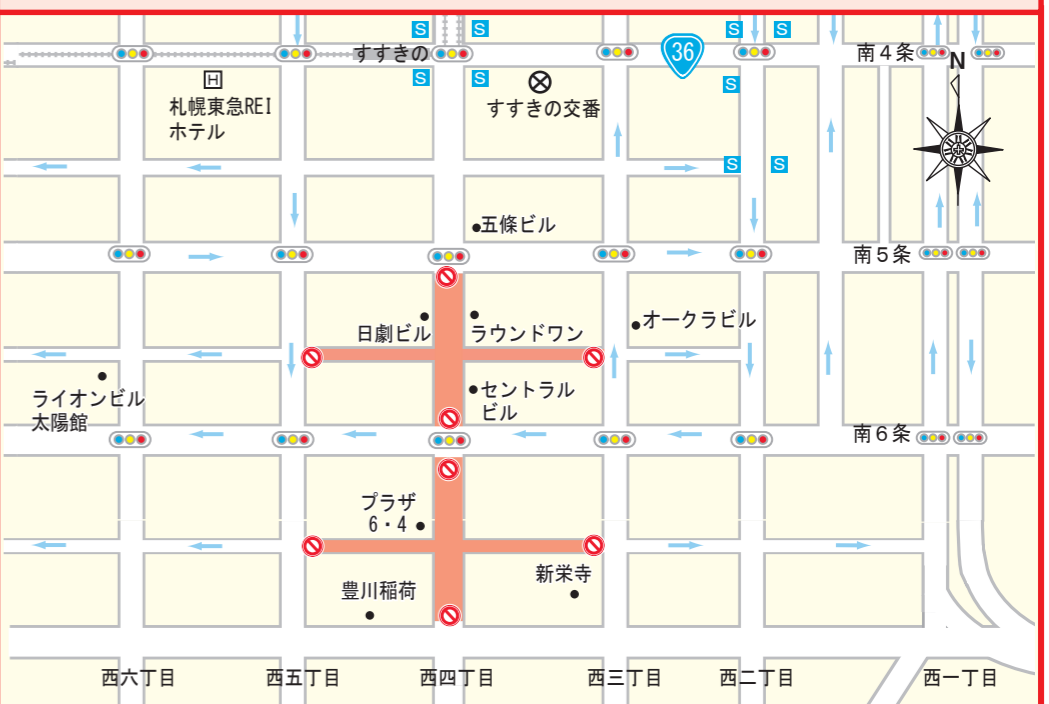 S
S
S
S
すすきの
36
南4条
N
H
札幌東急REI
ホテル
S
S
すすきの交番
S
S
S
五條ビル
南5条
日劇ビル
ラウンドワン
オークラビル
ライオンビル
太陽館
セントラル
ビル
南6条
プラザ
6・4
新栄寺
豊川稲荷
西六丁目
西五丁目
西四丁目
西三丁目
西二丁目
西一丁目